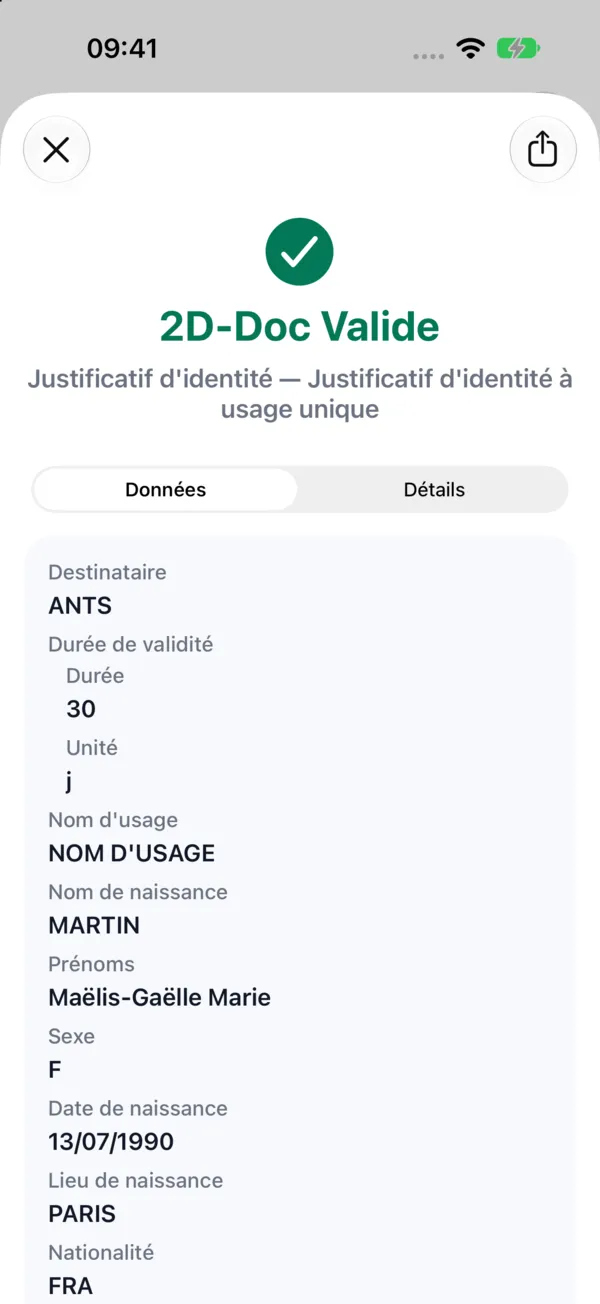 09:41
2D-Doc Valide
Justificatif d'identité — Justificatif d'identité à
usage unique
Données
Détails
Destinataire
ANTS
Durée de validité
Durée
30
Unité
j
Nom d'usage
NOM D'USAGE
Nom de naissance
MARTIN
Prénoms
Maëlis-Gaëlle Marie
Sexe
F
Date de naissance
13/07/1990
Lieu de naissance
PARIS
Nationalité
FRA